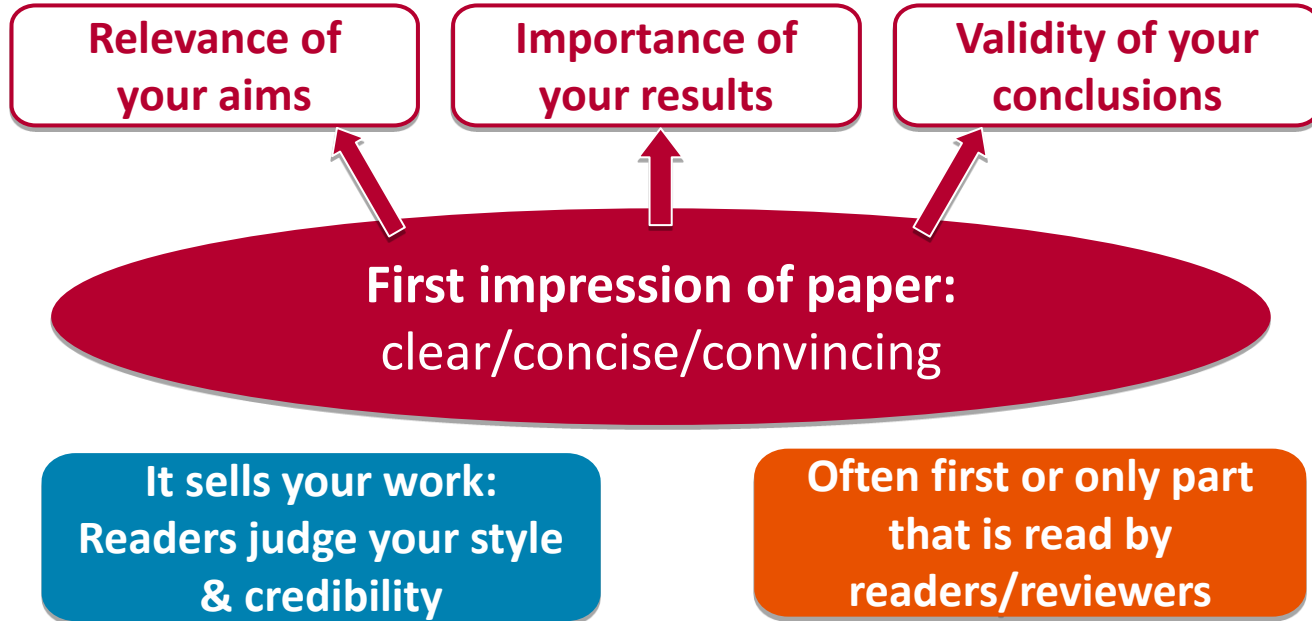 Relevance of
your aims
Importance of
your results
Validity of your
conclusions
First impression of paper:
clear/concise/convincing
It sells your work:
Readers judge your style
& credibility
Often first or only part
that is read by
readers/reviewers